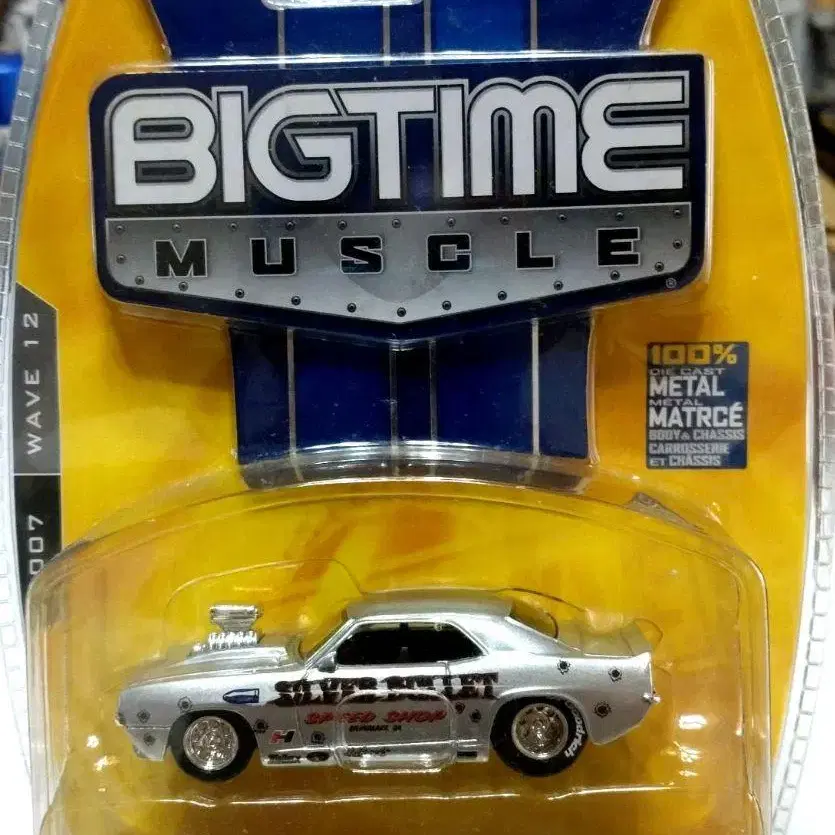 BIGTIME
MUSCLE
®
WAVE 12
007
100%
DIE CAST
METAL
MÉTAL
MATRCÉ
BODY & CHASSIS
CARROSSERIE
ET CHÂSSIS
SILVER BULLET
SPEED SHOP